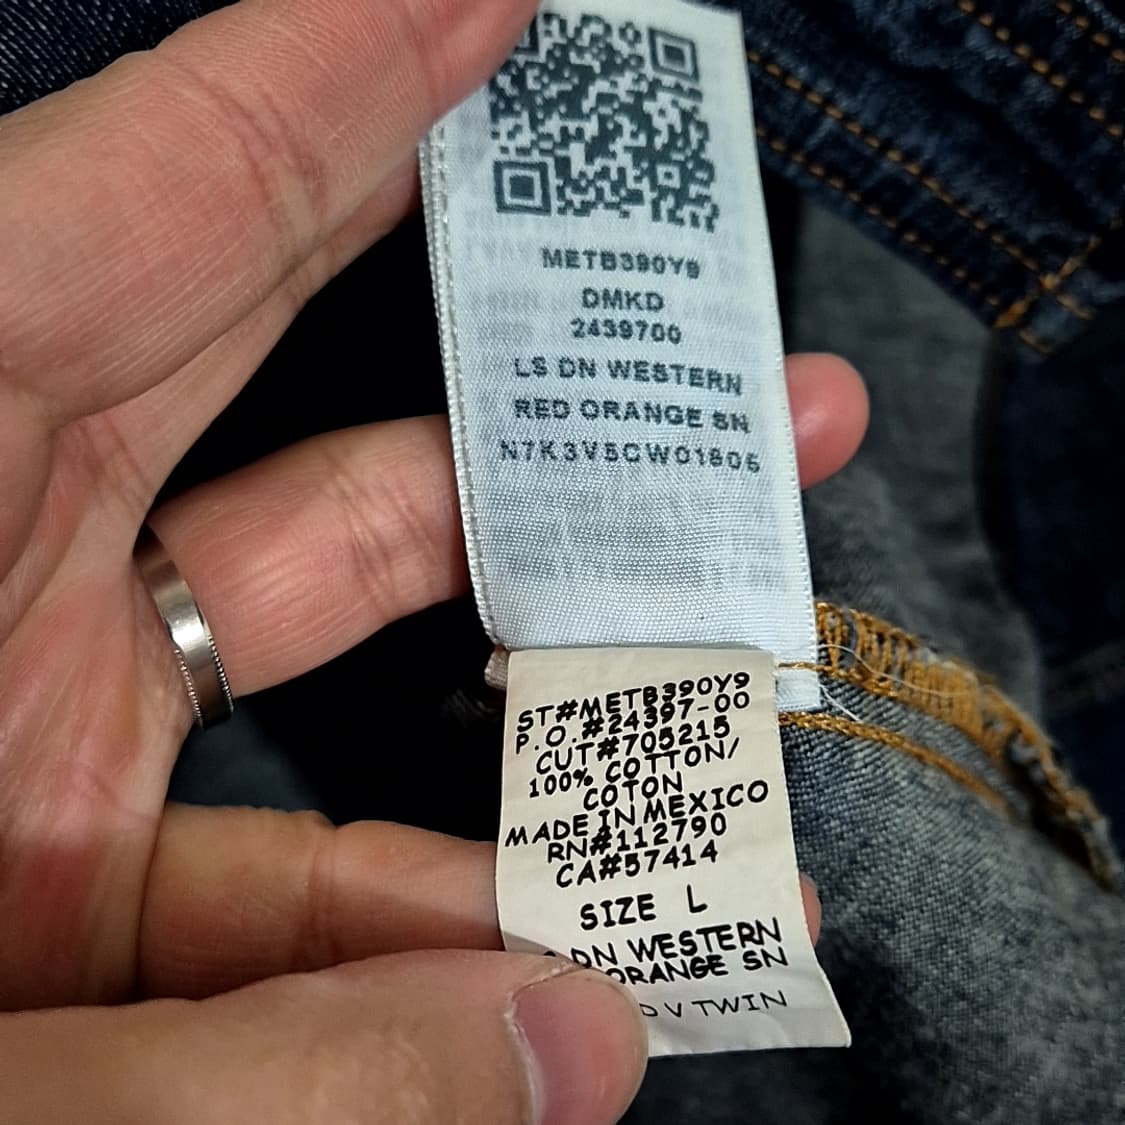 METB390Y9
DMKD
2439700
LS DN WESTERN
RED ORANGE SN
N7K3V5CW01806
ST#METB390Y9
P.O.#24397-00
CUT#705215
100% COTTON/
COTON
MADE IN MEXICO
RN#112790
CA#57414
SIZE L
DN WESTERN
ORANGE SN
V TWIN